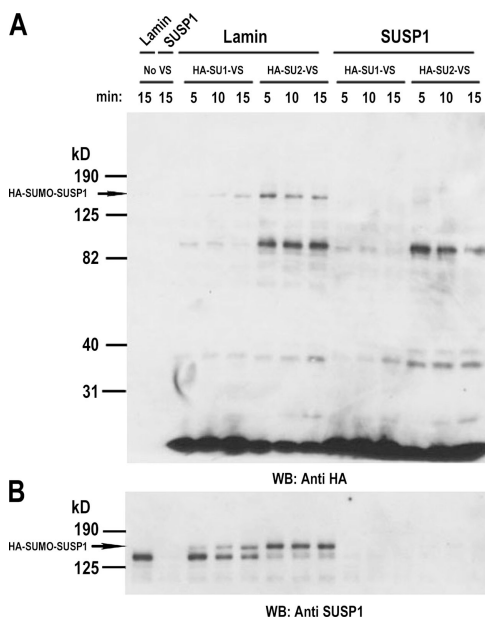 A
Lamin SUSP1 Lamin SUSP1
No VS HA-SU1-VS HA-SU2-VS HA-SU1-VS HA-SU2-VS
min: 15 15 5 10 15 5 10 15 5 10 15 5 10 15
kD
190
HA-SUMO-SUSP1
125
82
40
31
WB: Anti HA
B
kD
190
HA-SUMO-SUSP1
125
WB: Anti SUSP1